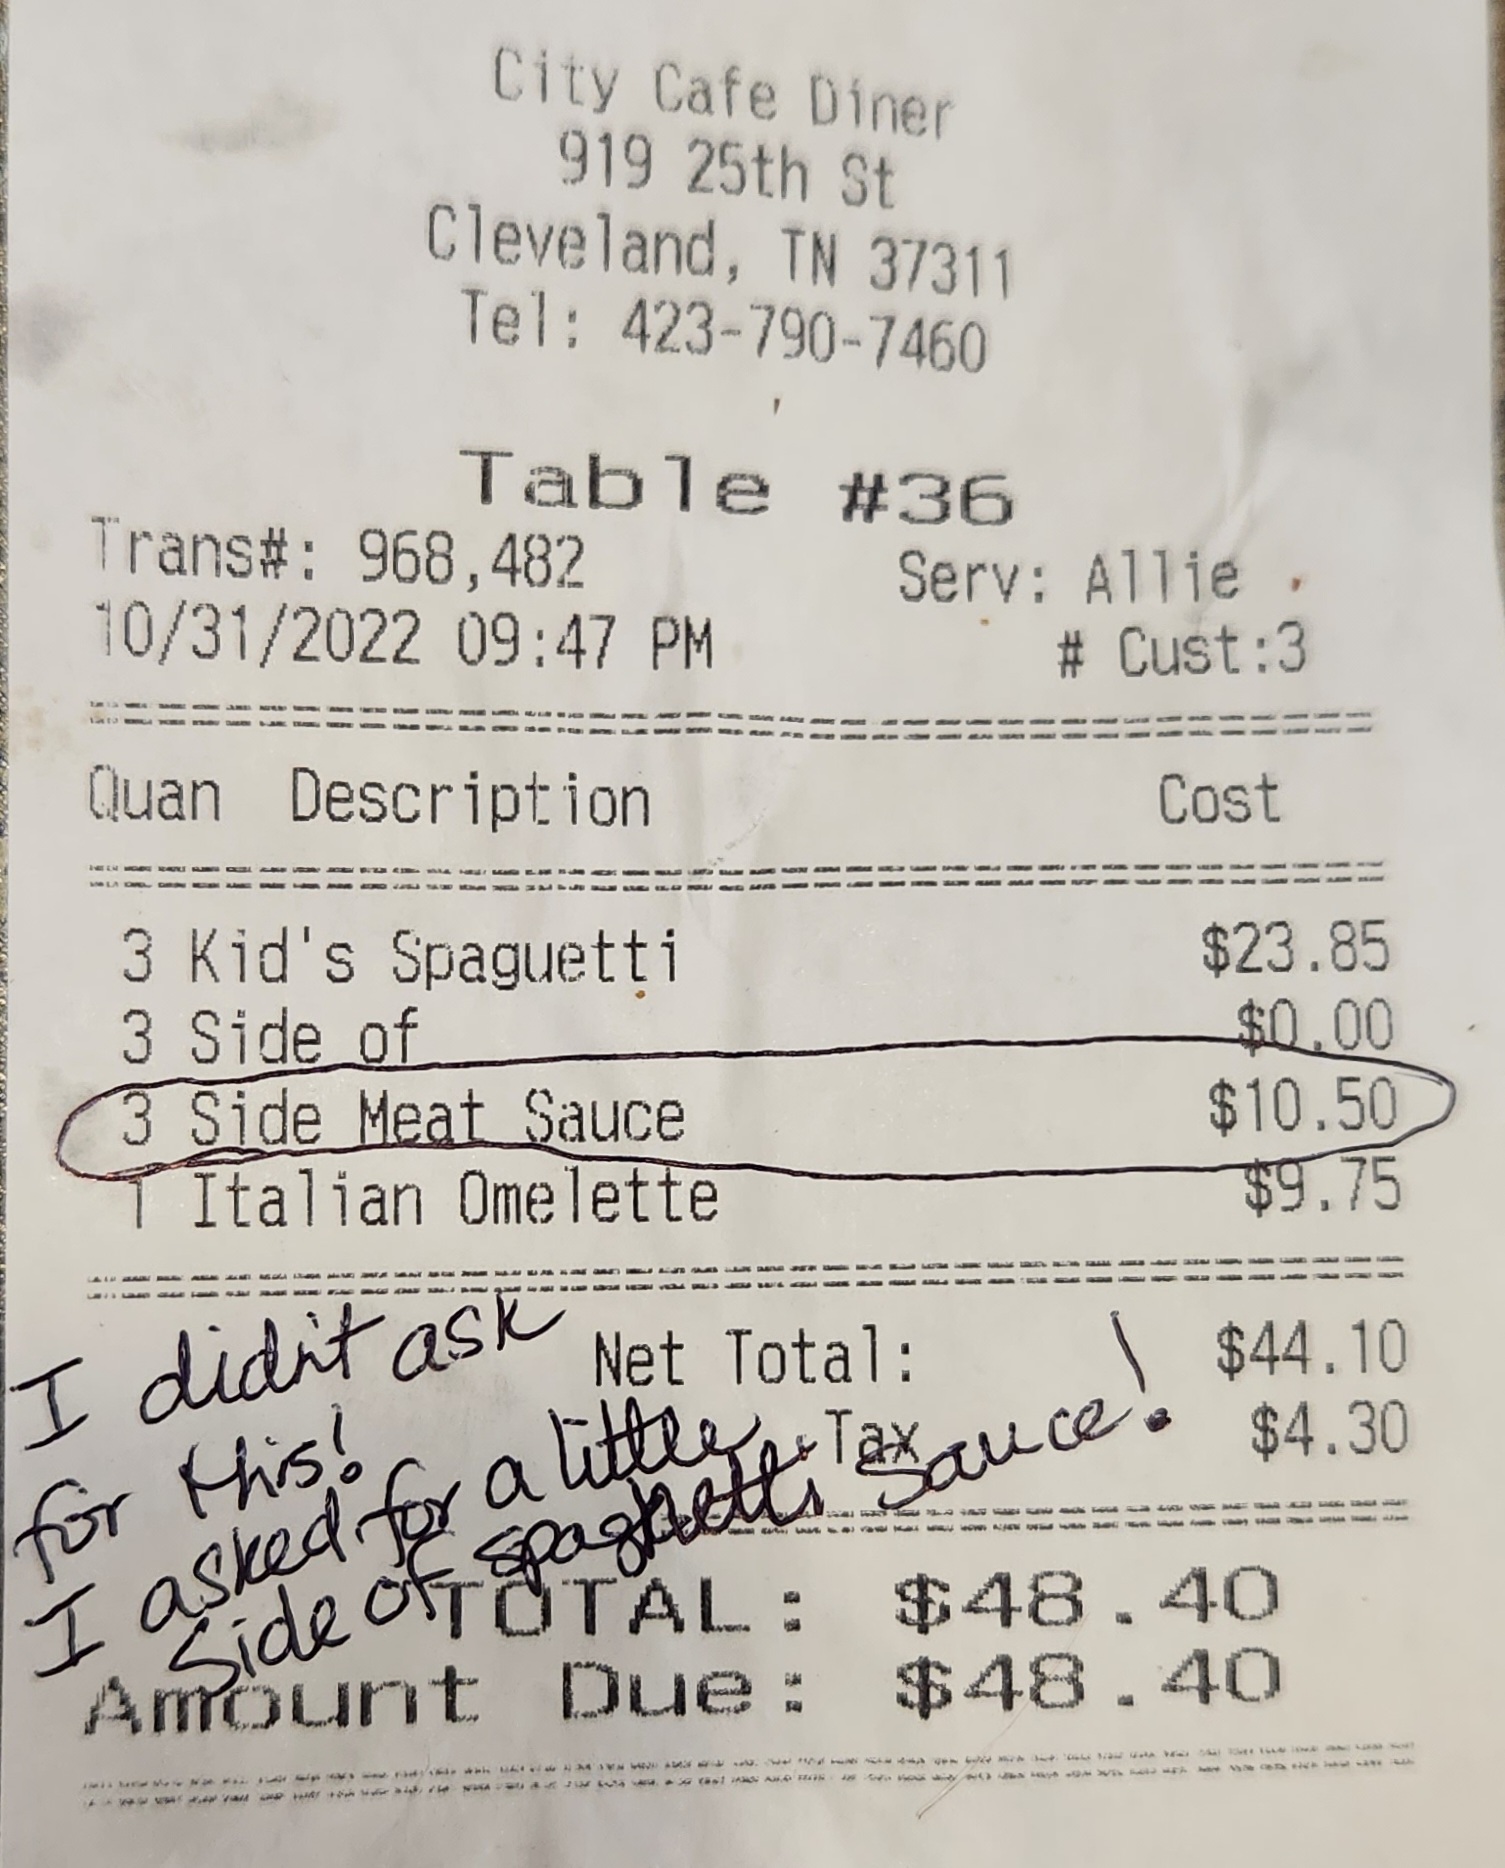 City Cafe Diner
919 25th St
Cleveland, TN 37311
Tel: 423-790-7460
Table #36
Trans#: 968,482 Serv: Allie
10/31/2022 09:47 PM # Cust:3
Quan Description Cost
3 Kid's Spaguetti $23.85
3 Side of $0.00
3 Side Meat Sauce $10.50
1 Italian Omelette $9.75
Net Total: $44.10
Tax $4.30
TOTAL: $48.40
Amount Due: $48.40
I didn't ask
for this!
I asked for a little
side of spaghetti sauce!